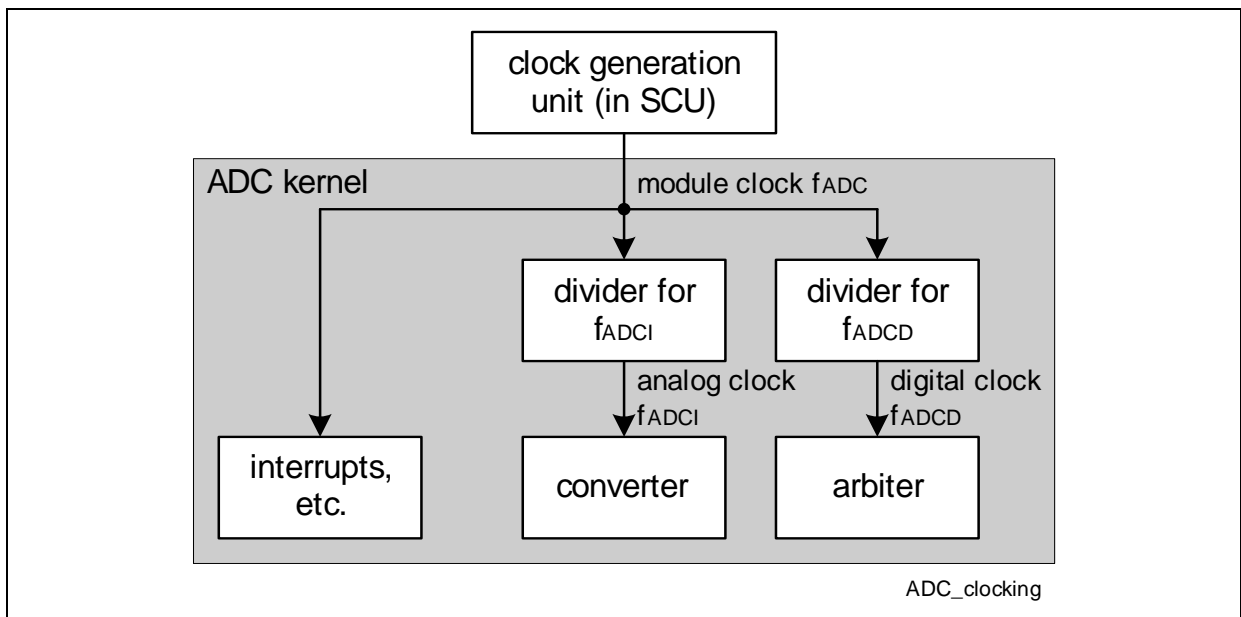 clock generation
unit (in SCU)
ADC kernel
module clock fADC
divider for
fADCI
divider for
fADCD
analog clock
fADCI
digital clock
fADCD
interrupts,
etc.
converter
arbiter
ADC_clocking